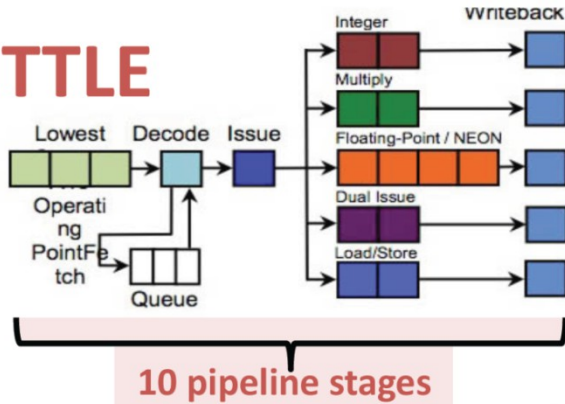 Writeback
Integer
TTLE
Multiply
Lowest
Decode
Issue
Floating-Point / NEON
Operati
ng
PointFe
tch
Dual Issue
Load/Store
Queue
10 pipeline stages